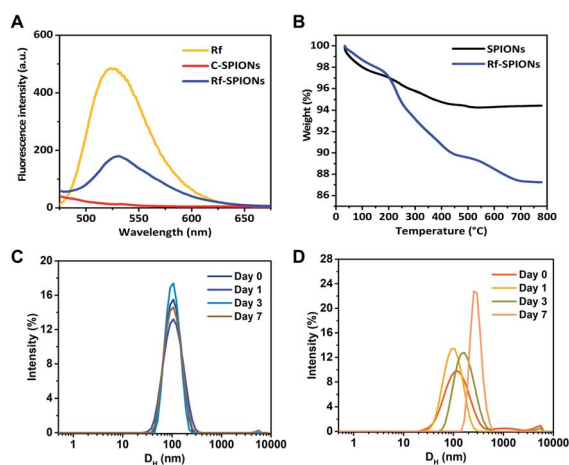 A
Rf
C-SPIONs
Rf-SPIONs
Fluorescence intensity (a.u.)
600
400
200
0
500
550
600
650
Wavelength (nm)
B
SPIONs
Rf-SPIONs
Weight (%)
100
98
96
94
92
90
88
86
0 100 200 300 400 500 600 700 800
Temperature (°C)
C
Day 0
Day 1
Day 3
Day 7
Intensity (%)
20
16
12
8
4
0
1
10
100
1000
10000
D_H (nm)
D
Day 0
Day 1
Day 3
Day 7
Intensity (%)
28
24
20
16
12
8
4
0
1
10
100
1000
10000
D_H (nm)